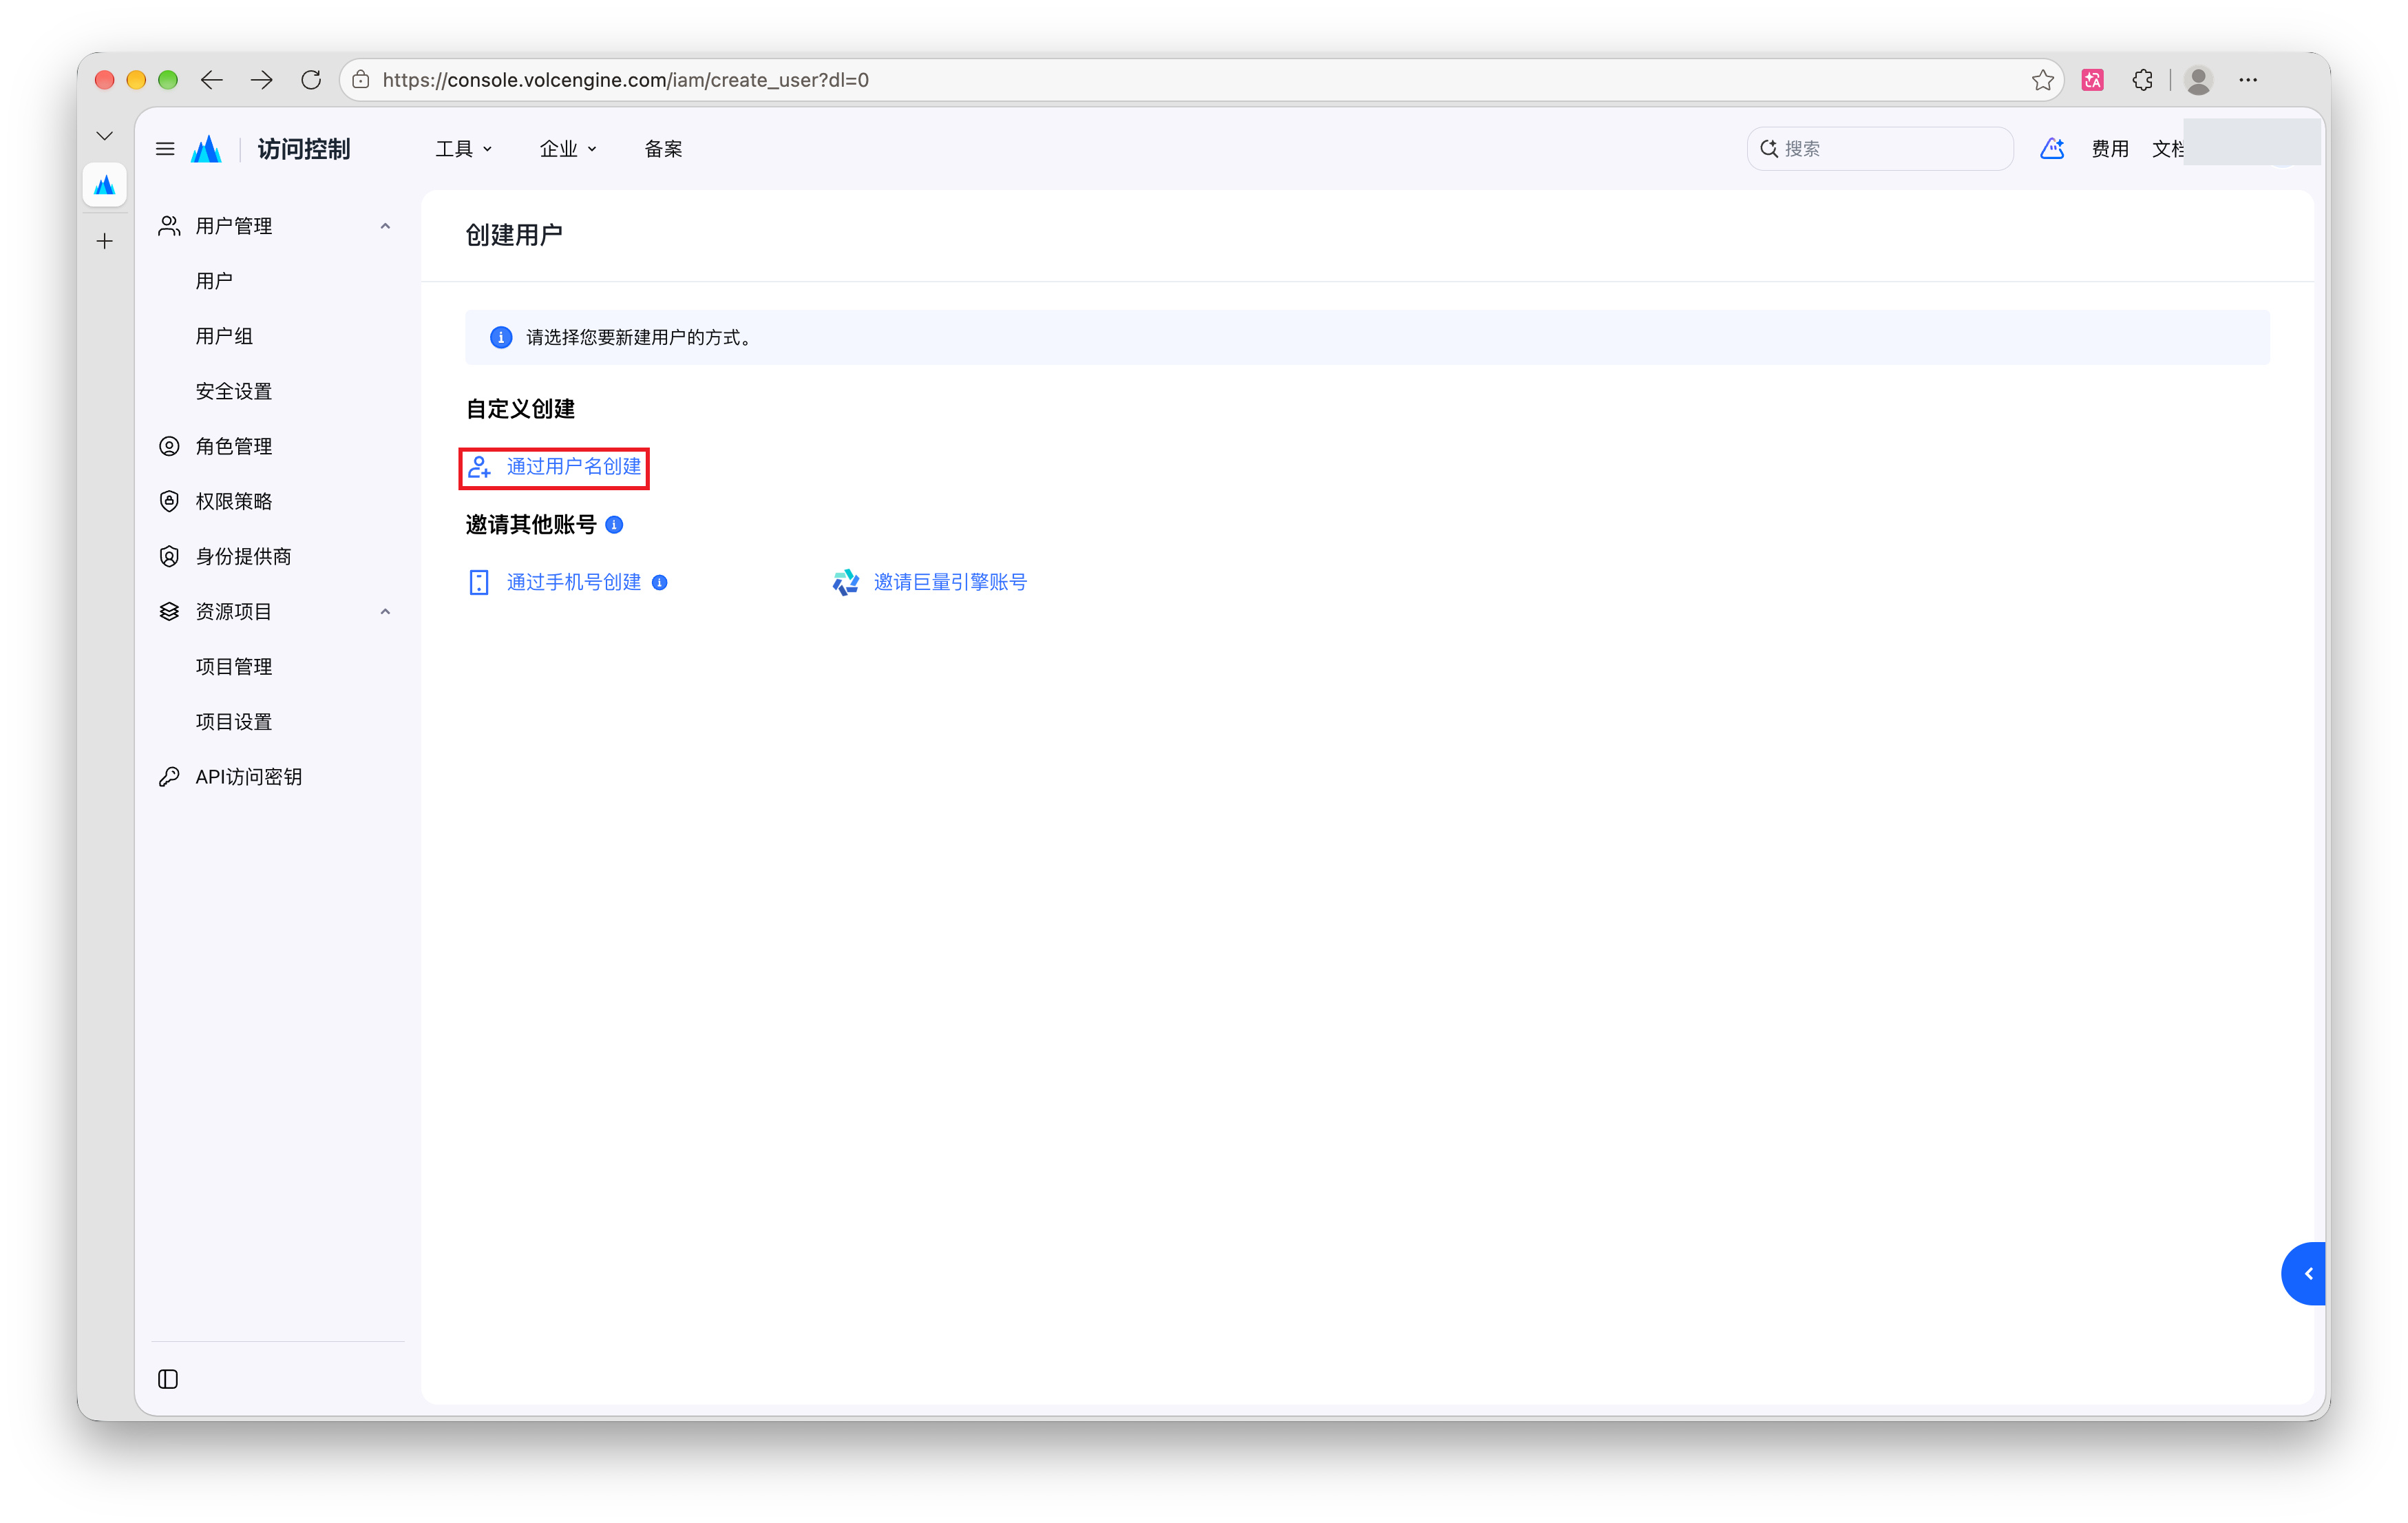 https://console.volcengine.com/iam/create_user?dl=0
访问控制
工具
企业
备案
搜索
费用
文档
用户管理
用户
用户组
安全设置
角色管理
权限策略
身份提供商
资源项目
项目管理
项目设置
API访问密钥
创建用户
请选择您要新建用户的方式。
自定义创建
通过用户名创建
邀请其他账号
通过手机号创建
邀请巨量引擎账号